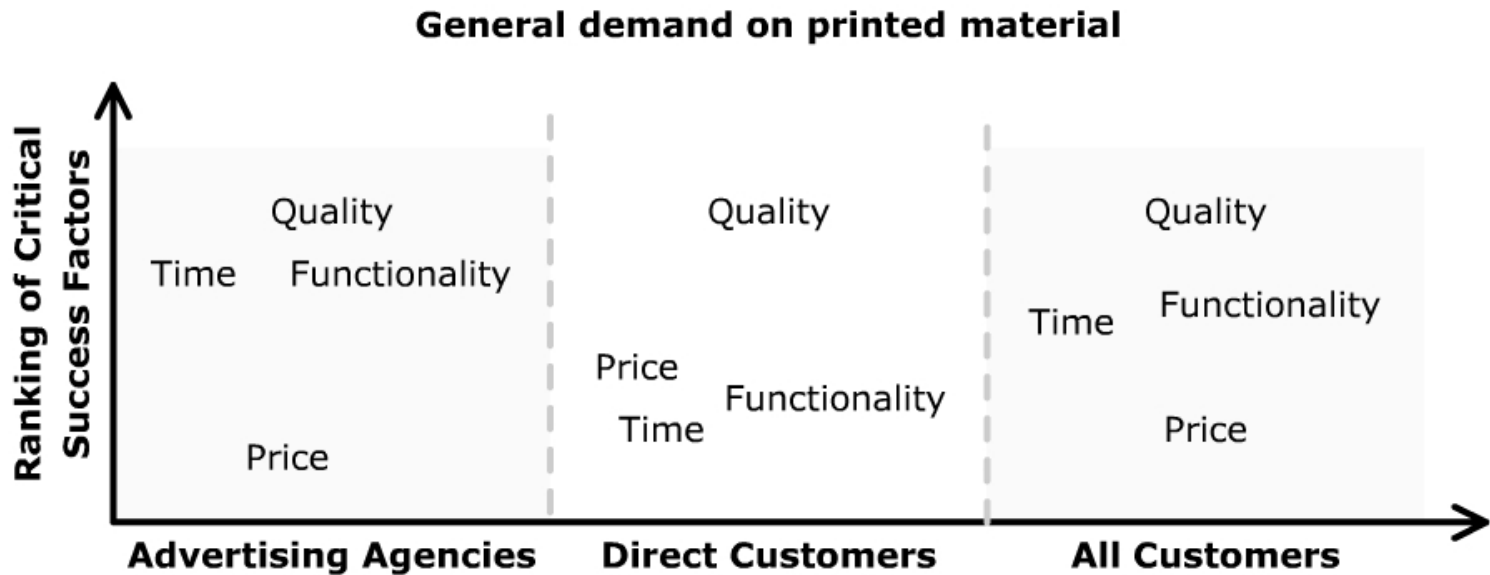 General demand on printed material
Ranking of Critical
Success Factors
Quality
Time Functionality
Price
Quality
Price
Functionality
Time
Quality
Functionality
Time
Price
Advertising Agencies
Direct Customers
All Customers